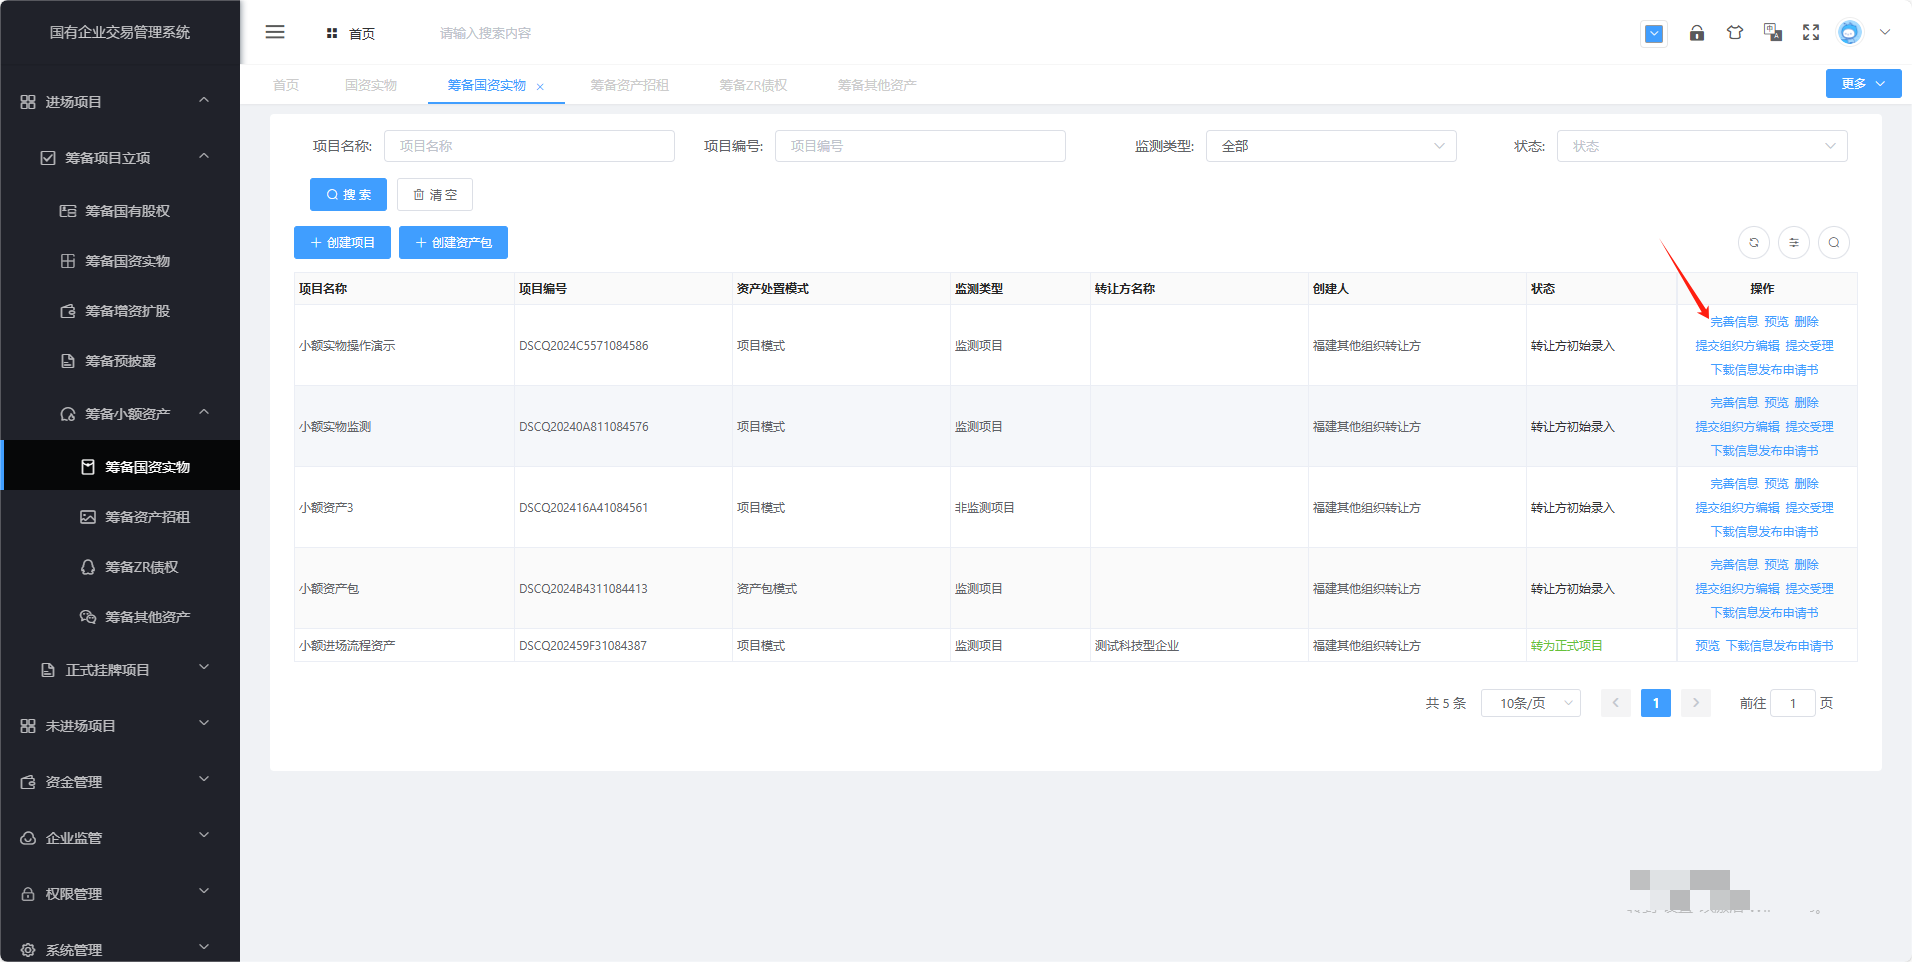 国有企业交易管理系统
首页
请输入搜索内容
首页 国资实物 筹备国资实物 筹备资产招租 筹备ZR债权 筹备其他资产 更多
进场项目
筹备项目立项
筹备国有股权
筹备国资实物
筹备增资扩股
筹备预披露
筹备小额资产
筹备国资实物
筹备资产招租
筹备ZR债权
筹备其他资产
正式挂牌项目
未进场项目
资金管理
企业监管
权限管理
系统管理
项目名称: 项目名称 项目编号: 项目编号 监测类型: 全部 状态: 状态
搜 索 清 空
创建项目 创建资产包
项目名称 项目编号 资产处置模式 监测类型 转让方名称 创建人 状态 操作
小额实物操作演示 DSCQ2024C5571084586 项目模式 监测项目 福建其他组织转让方 转让方初始录入
完善信息 预览 删除
提交组织方编辑 提交受理
下载信息发布申请书
小额实物监测 DSCQ20240A811084576 项目模式 监测项目 福建其他组织转让方 转让方初始录入
完善信息 预览 删除
提交组织方编辑 提交受理
下载信息发布申请书
小额资产3 DSCQ202416A41084561 项目模式 非监测项目 福建其他组织转让方 转让方初始录入
完善信息 预览 删除
提交组织方编辑 提交受理
下载信息发布申请书
小额资产包 DSCQ2024B4311084413 资产包模式 监测项目 福建其他组织转让方 转让方初始录入
完善信息 预览 删除
提交组织方编辑 提交受理
下载信息发布申请书
小额进场流程资产 DSCQ202459F31084387 项目模式 监测项目 测试科技型企业 福建其他组织转让方 转为正式项目 预览 下载信息发布申请书
共 5 条 10条/页 1 前往 1 页